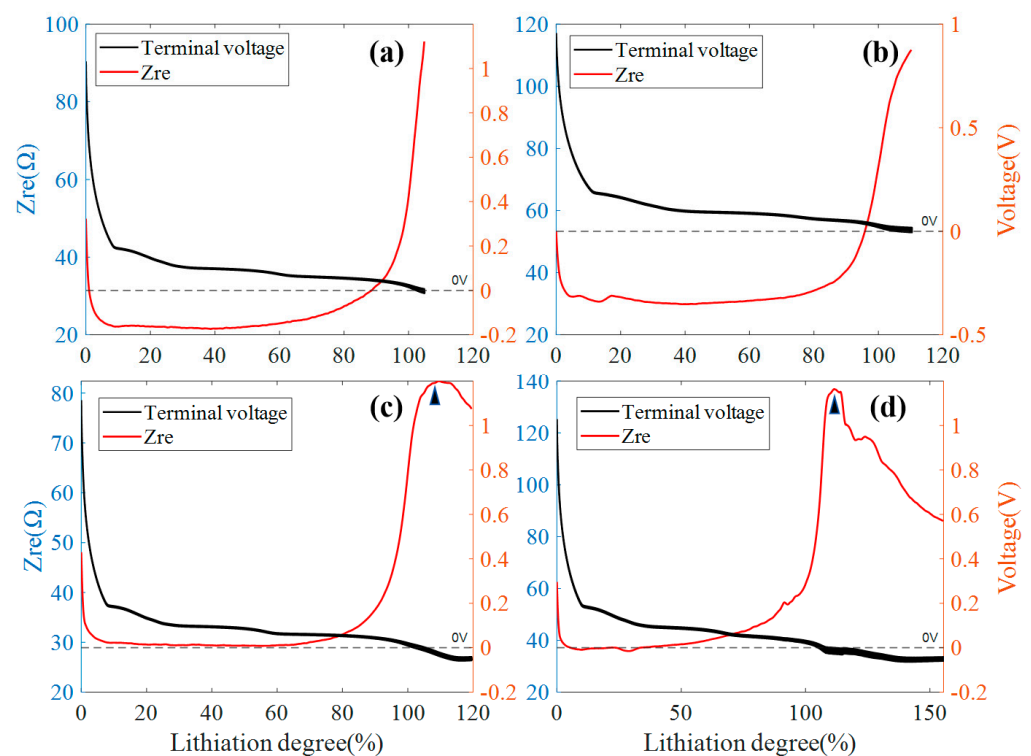 100
80
60
40
20
Zre(Ω)
Terminal voltage
Zre
(a)
0V
1
0.8
0.6
0.4
0.2
0
-0.2
0 20 40 60 80 100 120
120
100
80
60
40
20
Terminal voltage
Zre
(b)
0V
1
0.5
0
-0.5
Voltage(V)
0 20 40 60 80 100 120
80
70
60
50
40
30
20
Zre(Ω)
Terminal voltage
Zre
(c)
0V
1
0.8
0.6
0.4
0.2
0
-0.2
0 20 40 60 80 100 120
Lithiation degree(%)
140
120
100
80
60
40
20
Terminal voltage
Zre
(d)
0V
1
0.8
0.6
0.4
0.2
0
-0.2
Voltage(V)
0 50 100 150
Lithiation degree(%)